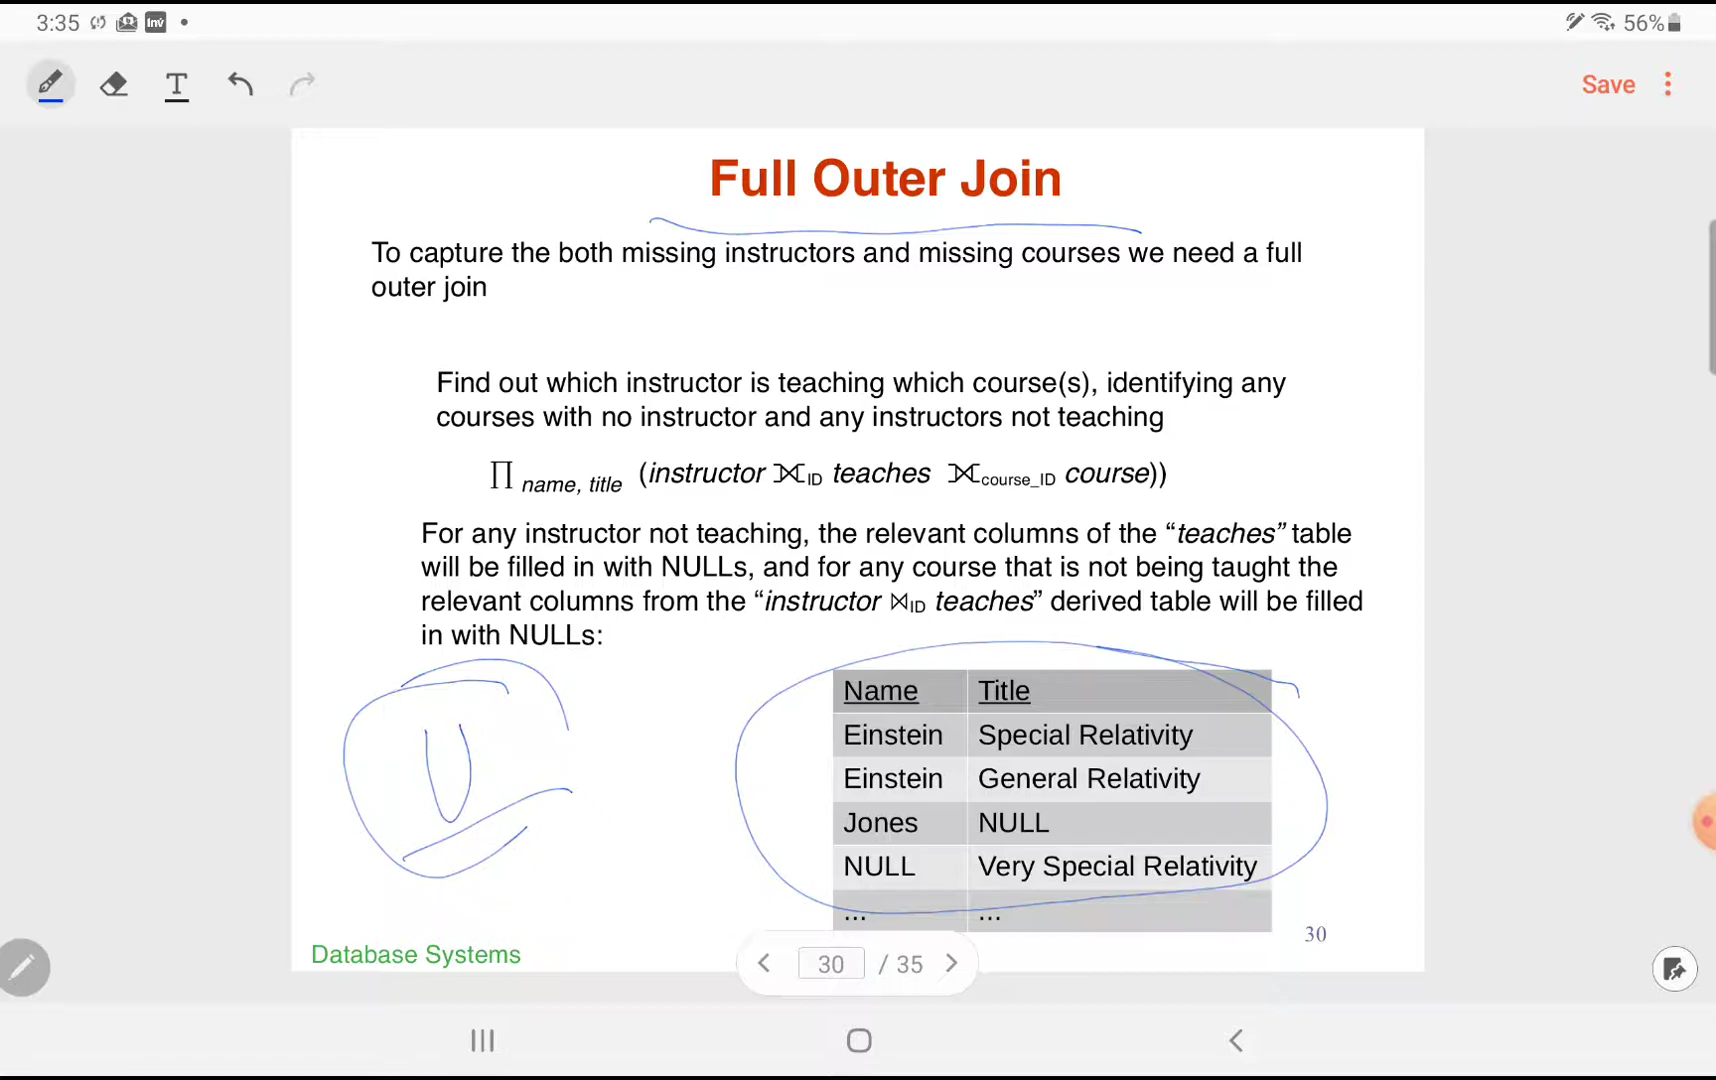 3:35 Inv 56%
T Save
Full Outer Join
To capture the both missing instructors and missing courses we need a full
outer join
Find out which instructor is teaching which course(s), identifying any
courses with no instructor and any instructors not teaching
∏ name, title (instructor ⟗ID teaches ⟗course_ID course))
For any instructor not teaching, the relevant columns of the “teaches” table
will be filled in with NULLs, and for any course that is not being taught the
relevant columns from the “instructor ⋈ID teaches” derived table will be filled
in with NULLs:
U
Name Title
Einstein Special Relativity
Einstein General Relativity
Jones NULL
NULL Very Special Relativity
... ...
30
Database Systems
30 / 35